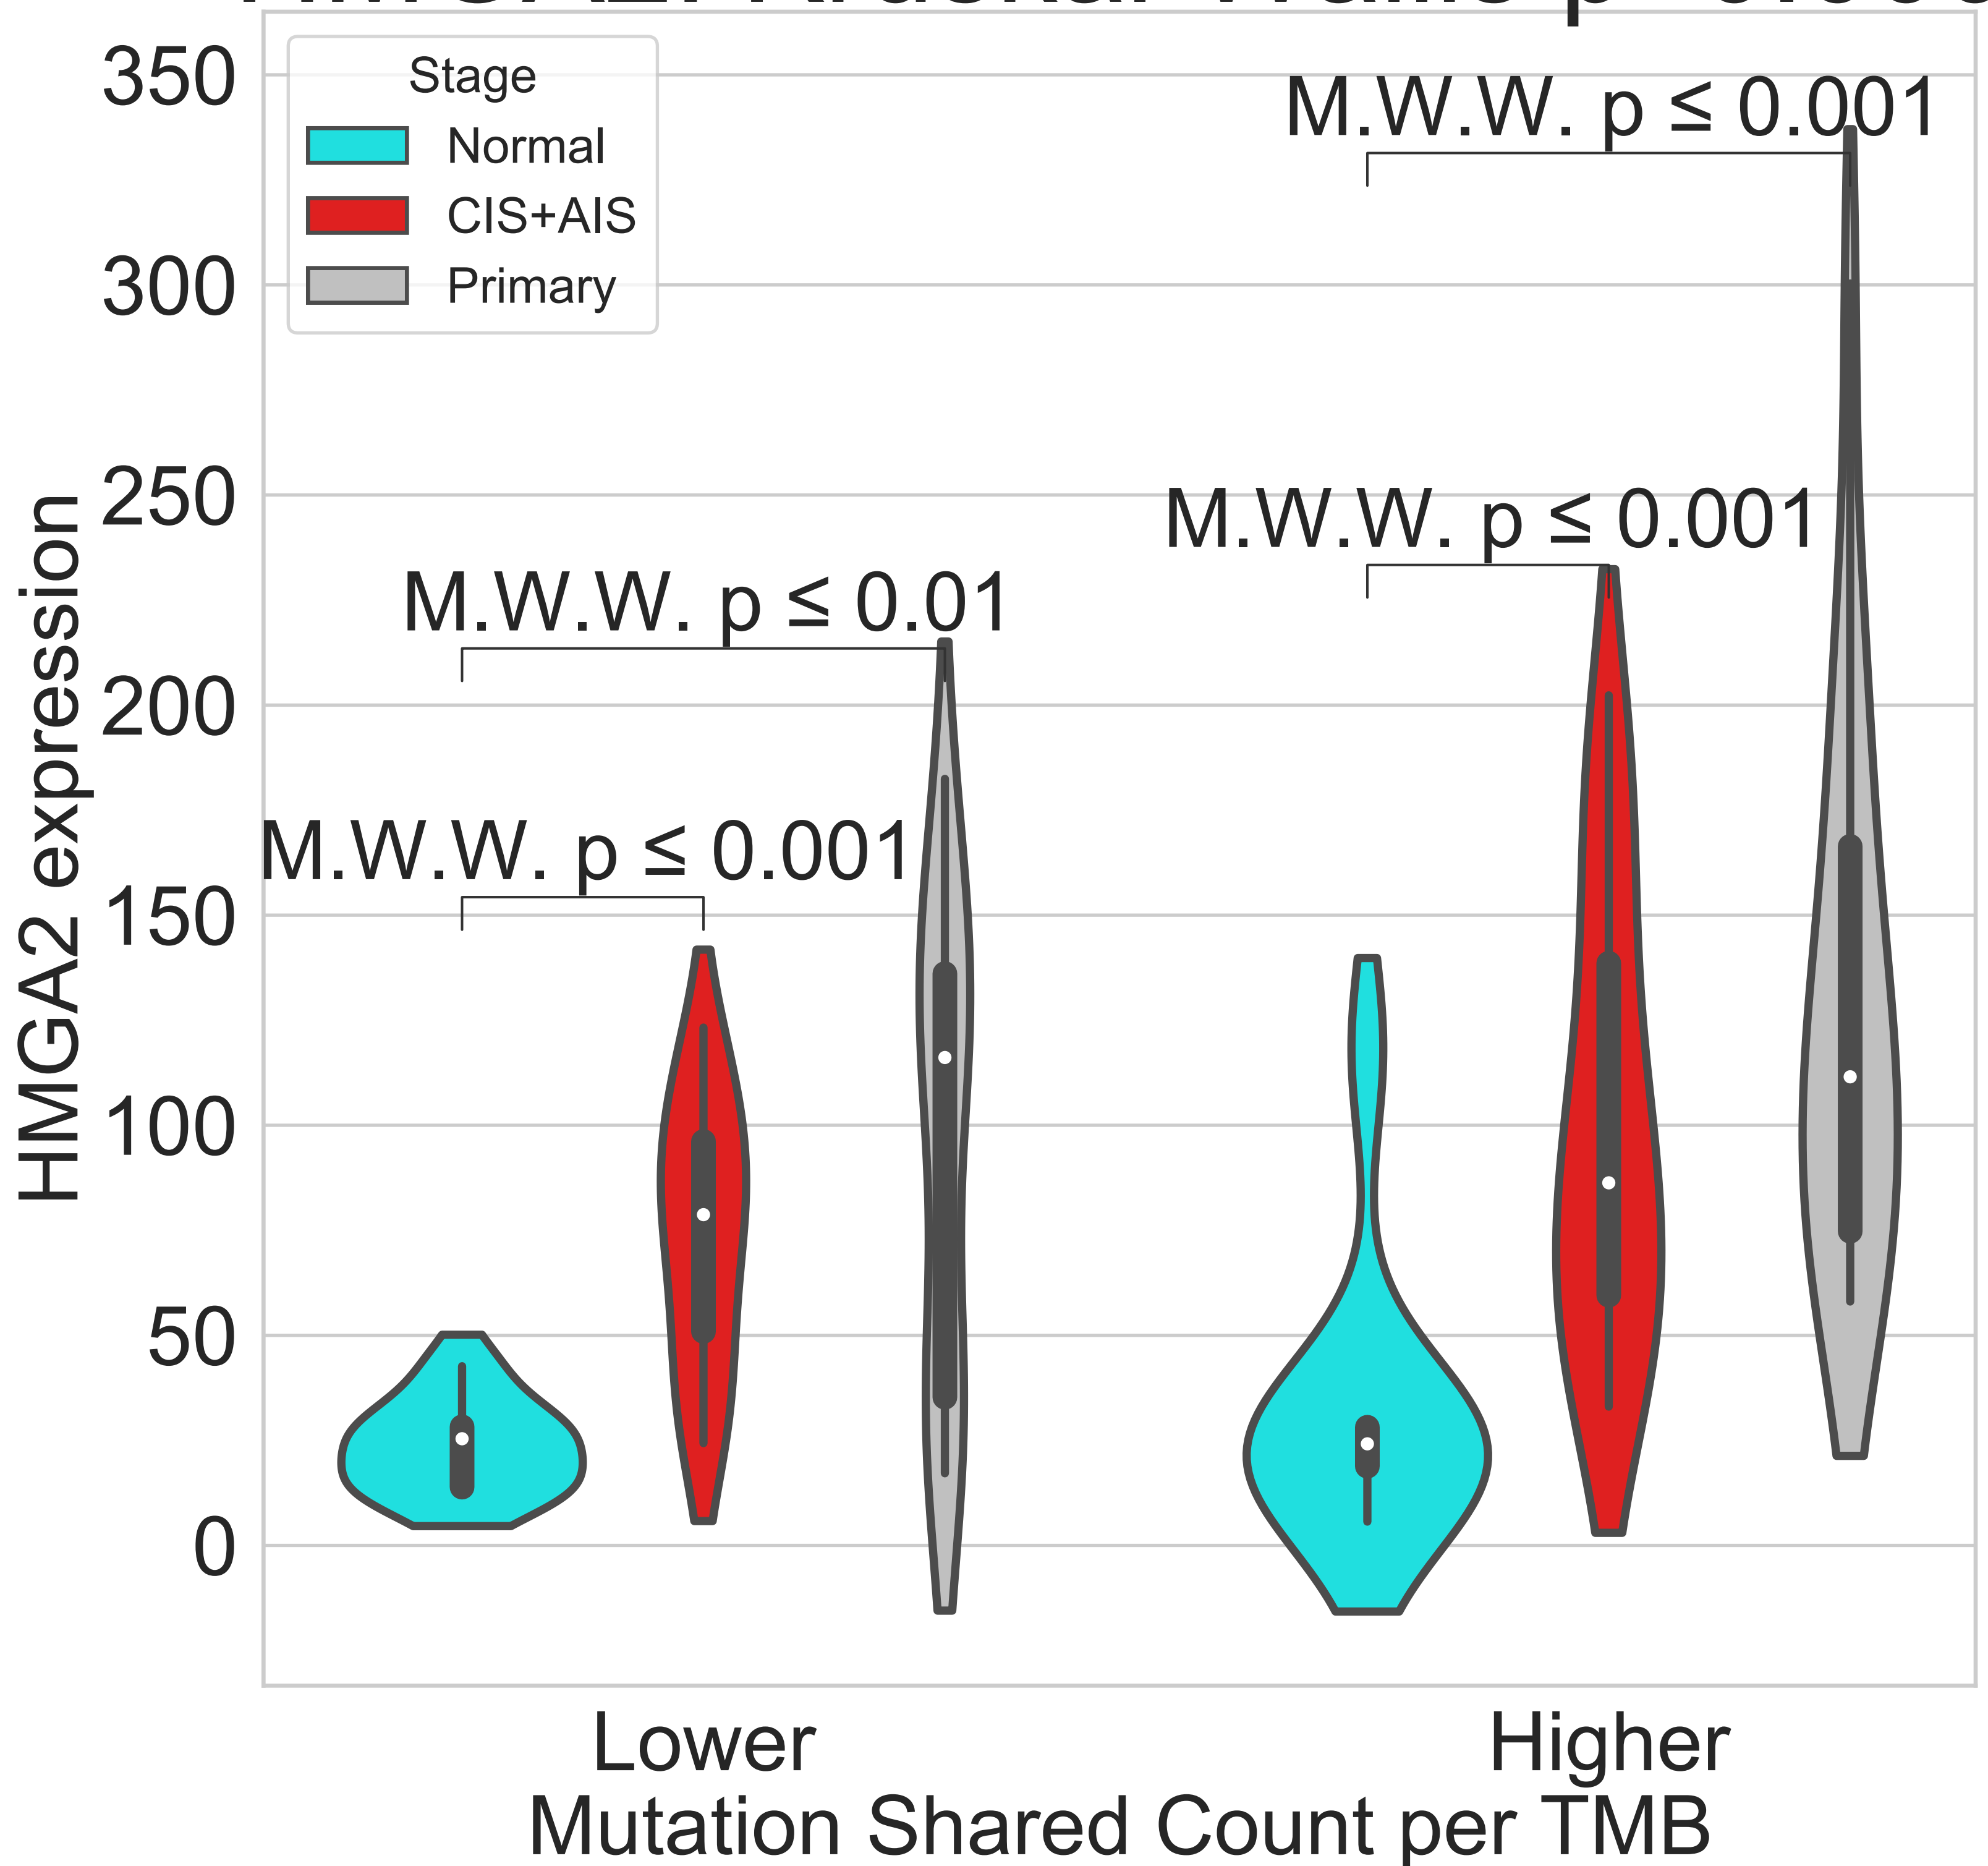 350
300
250
200
150
100
50
0
HMGA2 expression
Stage
Normal
CIS+AIS
Primary
M.W.W. p ≤ 0.001
M.W.W. p ≤ 0.001
M.W.W. p ≤ 0.01
M.W.W. p ≤ 0.001
Lower
Higher
Mutation Shared Count per TMB